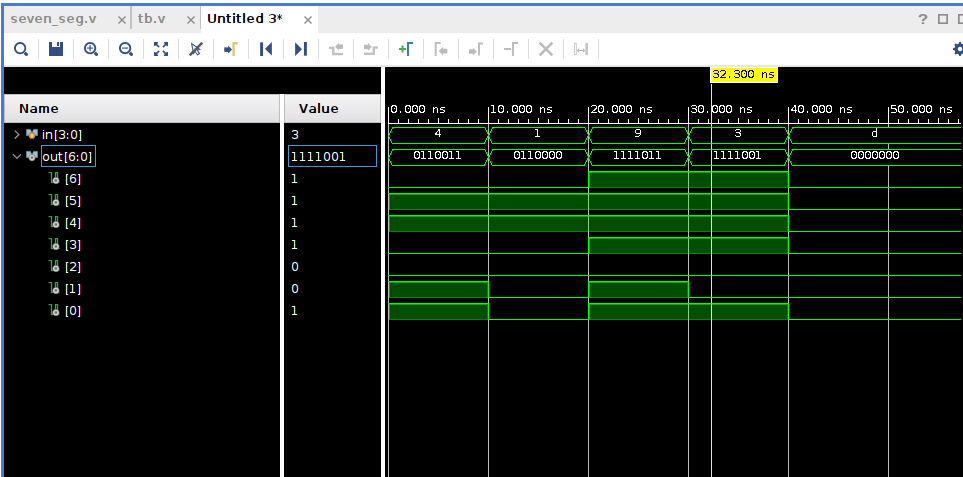 seven_seg.v × tb.v × Untitled 3* ×
?
32.300 ns
Name Value
0.000 ns 10.000 ns 20.000 ns 30.000 ns 40.000 ns 50.000 ns
in[3:0] 3 4 1 9 3 d
out[6:0] 1111001 0110011 0110000 1111011 1111001 0000000
[6] 1
[5] 1
[4] 1
[3] 1
[2] 0
[1] 0
[0] 1